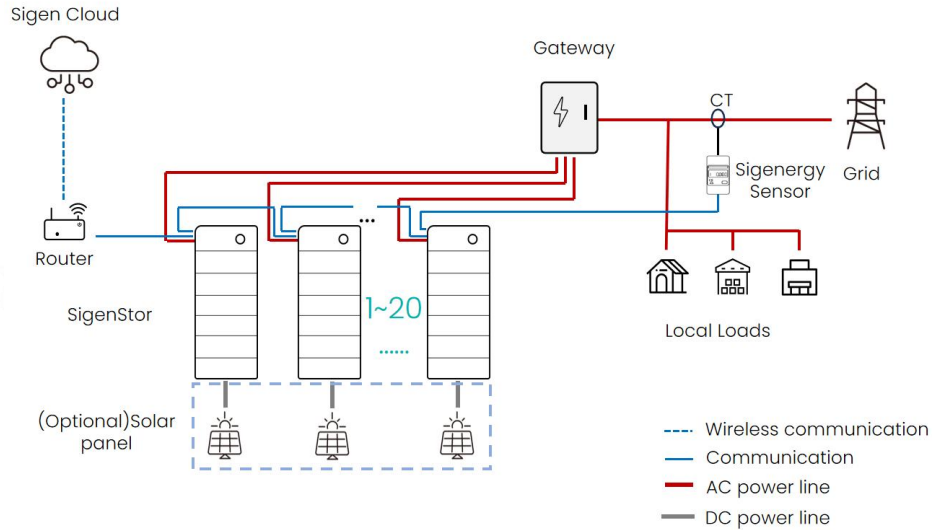 Sigen Cloud
Gateway
CT
Sigenergy
Sensor
Grid
Router
...
SigenStor
1~20
......
Local Loads
(Optional)Solar
panel
Wireless communication
Communication
AC power line
DC power line